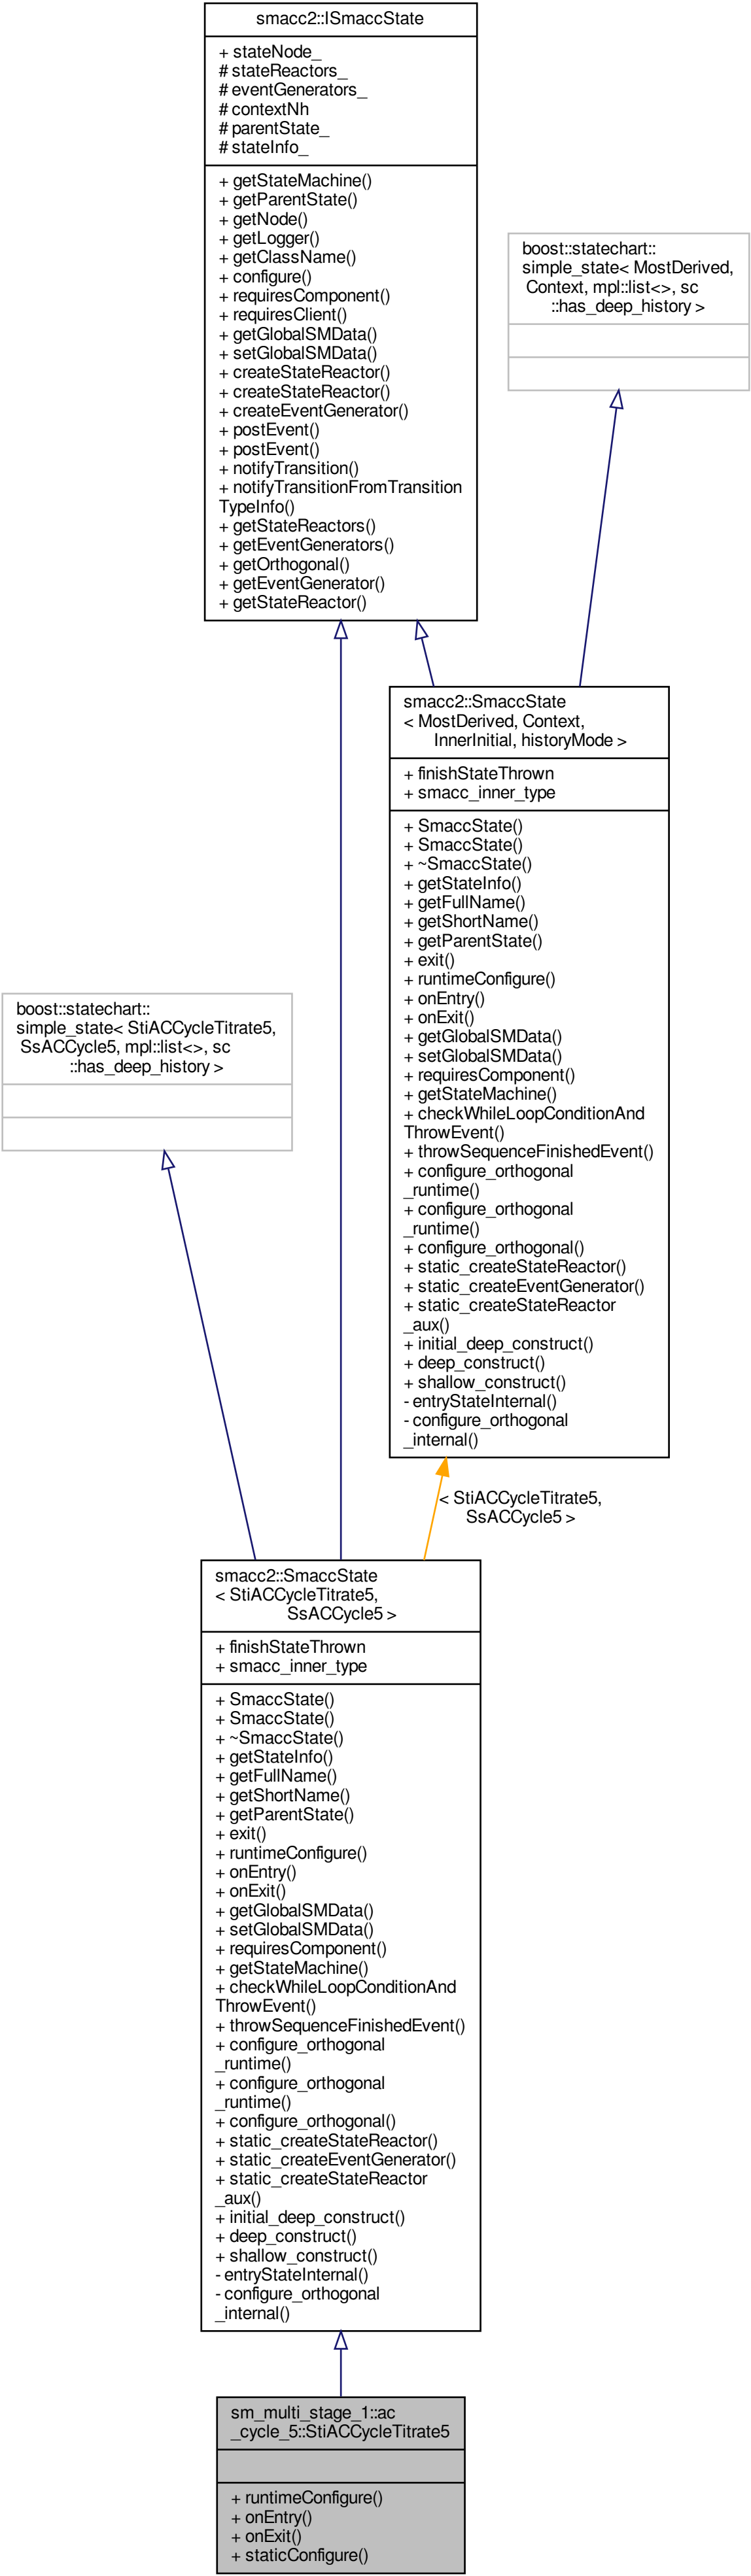 smacc2::ISmaccState
+ stateNode_
# stateReactors_
# eventGenerators_
# contextNh
# parentState_
# stateInfo_
+ getStateMachine()
+ getParentState()
+ getNode()
+ getLogger()
+ getClassName()
+ configure()
+ requiresComponent()
+ requiresClient()
+ getGlobalSMData()
+ setGlobalSMData()
+ createStateReactor()
+ createStateReactor()
+ createEventGenerator()
+ postEvent()
+ postEvent()
+ notifyTransition()
+ notifyTransitionFromTransition
TypeInfo()
+ getStateReactors()
+ getEventGenerators()
+ getOrthogonal()
+ getEventGenerator()
+ getStateReactor()
boost::statechart::
simple_state< MostDerived,
Context, mpl::list<>, sc
::has_deep_history >
smacc2::SmaccState
< MostDerived, Context,
InnerInitial, historyMode >
+ finishStateThrown
+ smacc_inner_type
+ SmaccState()
+ SmaccState()
+ ~SmaccState()
+ getStateInfo()
+ getFullName()
+ getShortName()
+ getParentState()
+ exit()
+ runtimeConfigure()
+ onEntry()
+ onExit()
+ getGlobalSMData()
+ setGlobalSMData()
+ requiresComponent()
+ getStateMachine()
+ checkWhileLoopConditionAnd
ThrowEvent()
+ throwSequenceFinishedEvent()
+ configure_orthogonal
_runtime()
+ configure_orthogonal
_runtime()
+ configure_orthogonal()
+ static_createStateReactor()
+ static_createEventGenerator()
+ static_createStateReactor
_aux()
+ initial_deep_construct()
+ deep_construct()
+ shallow_construct()
- entryStateInternal()
- configure_orthogonal
_internal()
boost::statechart::
simple_state< StiACCycleTitrate5,
SsACCycle5, mpl::list<>, sc
::has_deep_history >
< StiACCycleTitrate5,
SsACCycle5 >
smacc2::SmaccState
< StiACCycleTitrate5,
SsACCycle5 >
+ finishStateThrown
+ smacc_inner_type
+ SmaccState()
+ SmaccState()
+ ~SmaccState()
+ getStateInfo()
+ getFullName()
+ getShortName()
+ getParentState()
+ exit()
+ runtimeConfigure()
+ onEntry()
+ onExit()
+ getGlobalSMData()
+ setGlobalSMData()
+ requiresComponent()
+ getStateMachine()
+ checkWhileLoopConditionAnd
ThrowEvent()
+ throwSequenceFinishedEvent()
+ configure_orthogonal
_runtime()
+ configure_orthogonal
_runtime()
+ configure_orthogonal()
+ static_createStateReactor()
+ static_createEventGenerator()
+ static_createStateReactor
_aux()
+ initial_deep_construct()
+ deep_construct()
+ shallow_construct()
- entryStateInternal()
- configure_orthogonal
_internal()
sm_multi_stage_1::ac
_cycle_5::StiACCycleTitrate5
+ runtimeConfigure()
+ onEntry()
+ onExit()
+ staticConfigure()